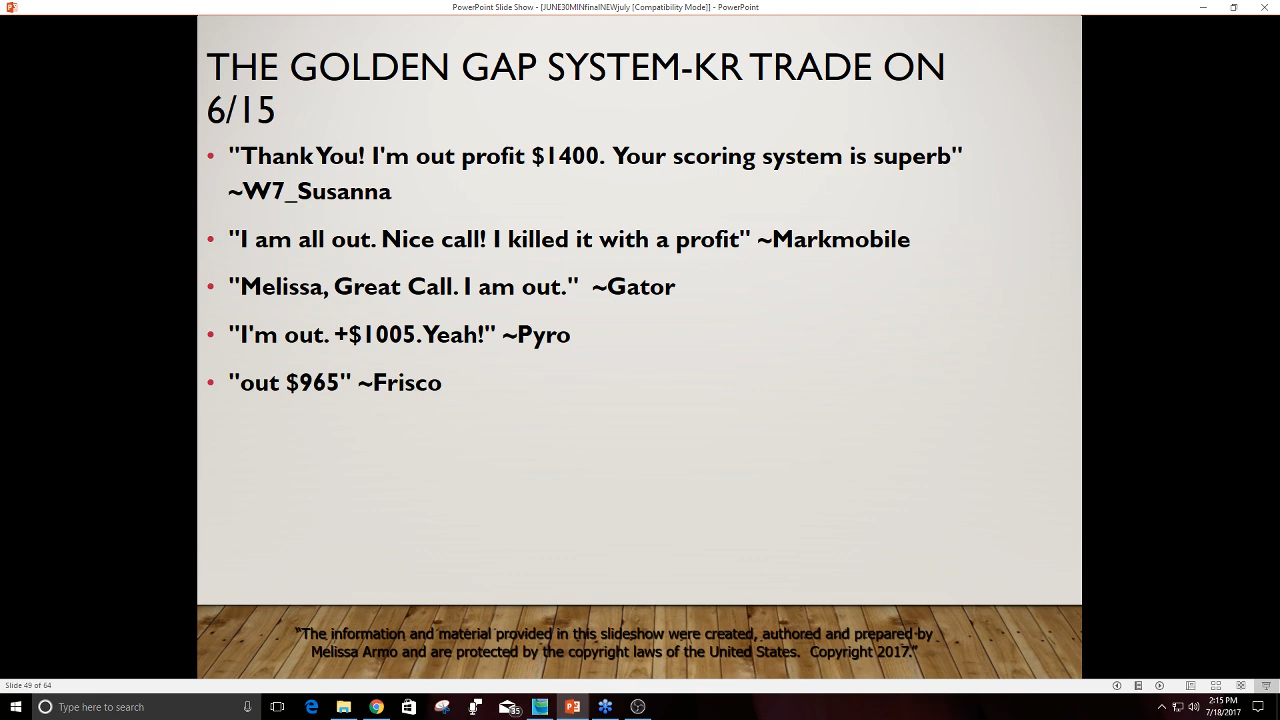 PowerPoint Slide Show - [JUNE30MINfinalNEWjuly [Compatibility Mode]] - PowerPoint
THE GOLDEN GAP SYSTEM-KR TRADE ON
6/15
• "Thank You! I'm out profit $1400. Your scoring system is superb"
~W7_Susanna
• "I am all out. Nice call! I killed it with a profit" ~Markmobile
• "Melissa, Great Call. I am out." ~Gator
• "I'm out. +$1005. Yeah!" ~Pyro
• "out $965" ~Frisco
"The information and material provided in this slideshow were created, authored and prepared by
Melissa Armo and are protected by the copyright laws of the United States. Copyright 2017."
Slide 49 of 64
Type here to search
35
2:15 PM
7/18/2017